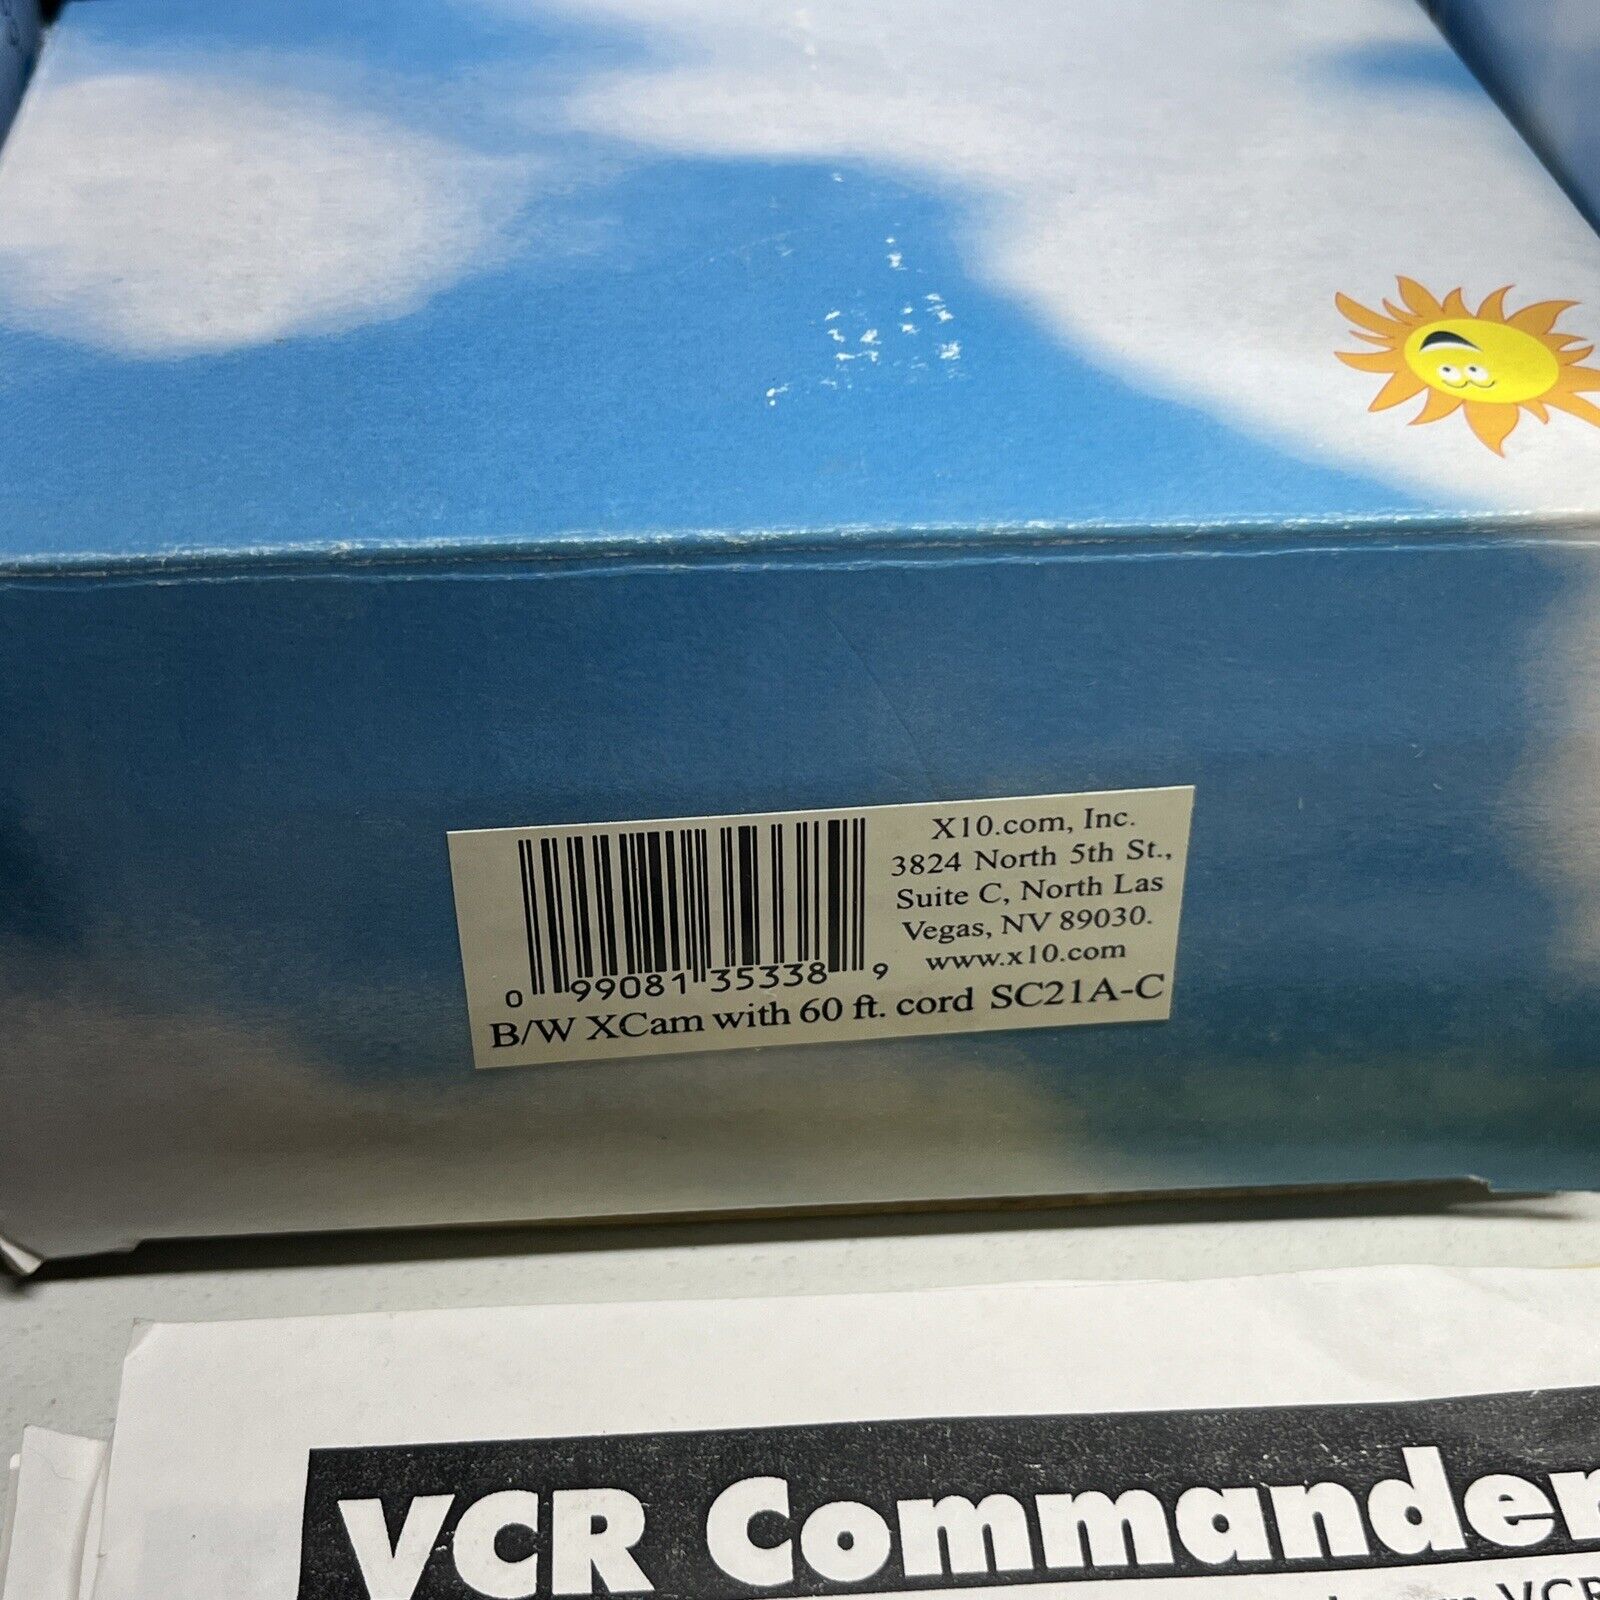 X10.com, Inc.
3824 North 5th St.,
Suite C, North Las
Vegas, NV 89030.
www.x10.com
0 99081 35338 9
B/W XCam with 60 ft. cord SC21A-C
VCR Commander
VCR